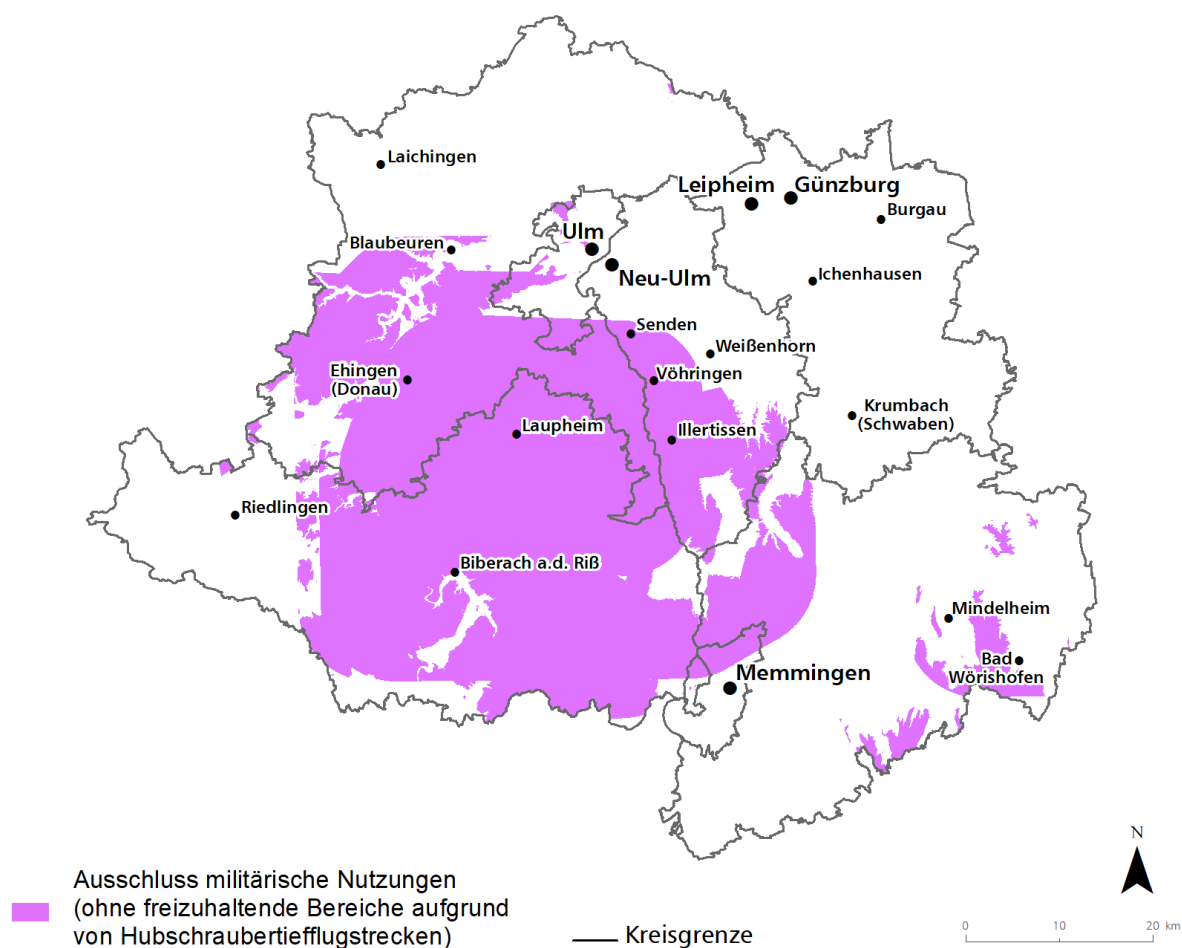 Laichingen
Leipheim
Günzburg
Burgau
Ulm
Blaubeuren
Neu-Ulm
Ichenhausen
Senden
Weißenhorn
Ehingen
(Donau)
Vöhringen
Krumbach
(Schwaben)
Laupheim
Illertissen
Riedlingen
Biberach a.d. Riß
Mindelheim
Bad
Wörishofen
Memmingen
N
Ausschluss militärische Nutzungen
(ohne freizuhaltende Bereiche aufgrund
von Hubschraubertiefflugstrecken)
Kreisgrenze
0 10 20 km